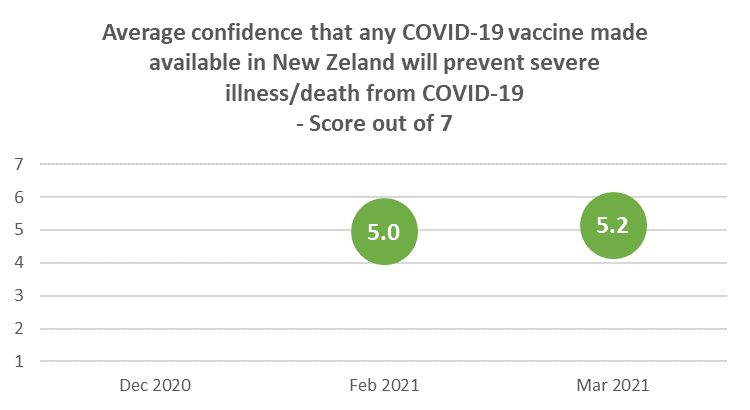 Average confidence that any COVID-19 vaccine made
available in New Zeland will prevent severe
illness/death from COVID-19
- Score out of 7
7
6
5
4
3
2
1
5.0
5.2
Dec 2020
Feb 2021
Mar 2021